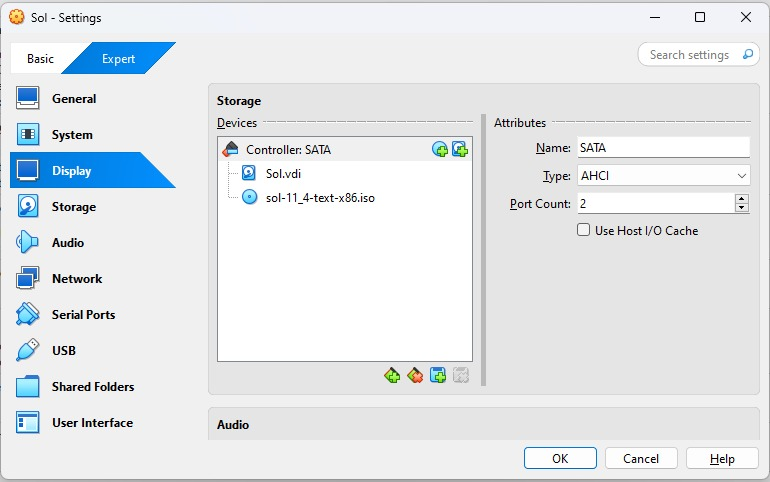 Sol - Settings
Basic
Expert
Search settings
General
System
Display
Storage
Audio
Network
Serial Ports
USB
Shared Folders
User Interface
Storage
Devices
Controller: SATA
Sol.vdi
sol-11_4-text-x86.iso
Attributes
Name: SATA
Type: AHCI
Port Count: 2
Use Host I/O Cache
Audio
OK
Cancel
Help